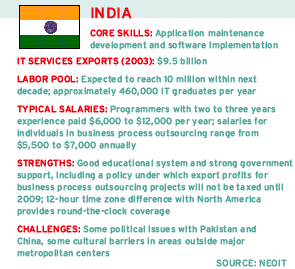 INDIA
CORE SKILLS: Application maintenance
development and software implementation
IT SERVICES EXPORTS (2003): $9.5 billion
LABOR POOL: Expected to reach 10 million within next
decade; approximately 460,000 IT graduates per year
TYPICAL SALARIES: Programmers with two to three years
experience paid $6,000 to $12,000 per year; salaries for
individuals in business process outsourcing range from
$5,500 to $7,000 annually
STRENGTHS: Good educational system and strong government
support, including a policy under which export profits for
business process outsourcing projects will not be taxed until
2009; 12-hour time zone difference with North America
provides round-the-clock coverage
CHALLENGES: Some political issues with Pakistan and
China, some cultural barriers in areas outside major
metropolitan centers
SOURCE: NEOIT